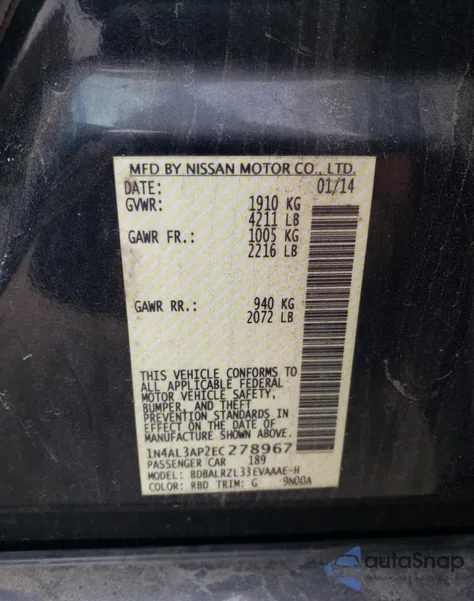 MFD BY NISSAN MOTOR CO., LTD.
DATE: 01/14
GVWR: 1910 KG
4211 LB
GAWR FR.: 1005 KG
2216 LB
GAWR RR.: 940 KG
2072 LB
THIS VEHICLE CONFORMS TO
ALL APPLICABLE FEDERAL
MOTOR VEHICLE SAFETY,
BUMPER, AND THEFT
PREVENTION STANDARDS IN
EFFECT ON THE DATE OF
MANUFACTURE SHOWN ABOVE.
1N4AL3AP2EC278967
PASSENGER CAR 189
MODEL: BDBALRZL33EVAAAE-H
COLOR: RBD TRIM: G 9N00A
autoSnap